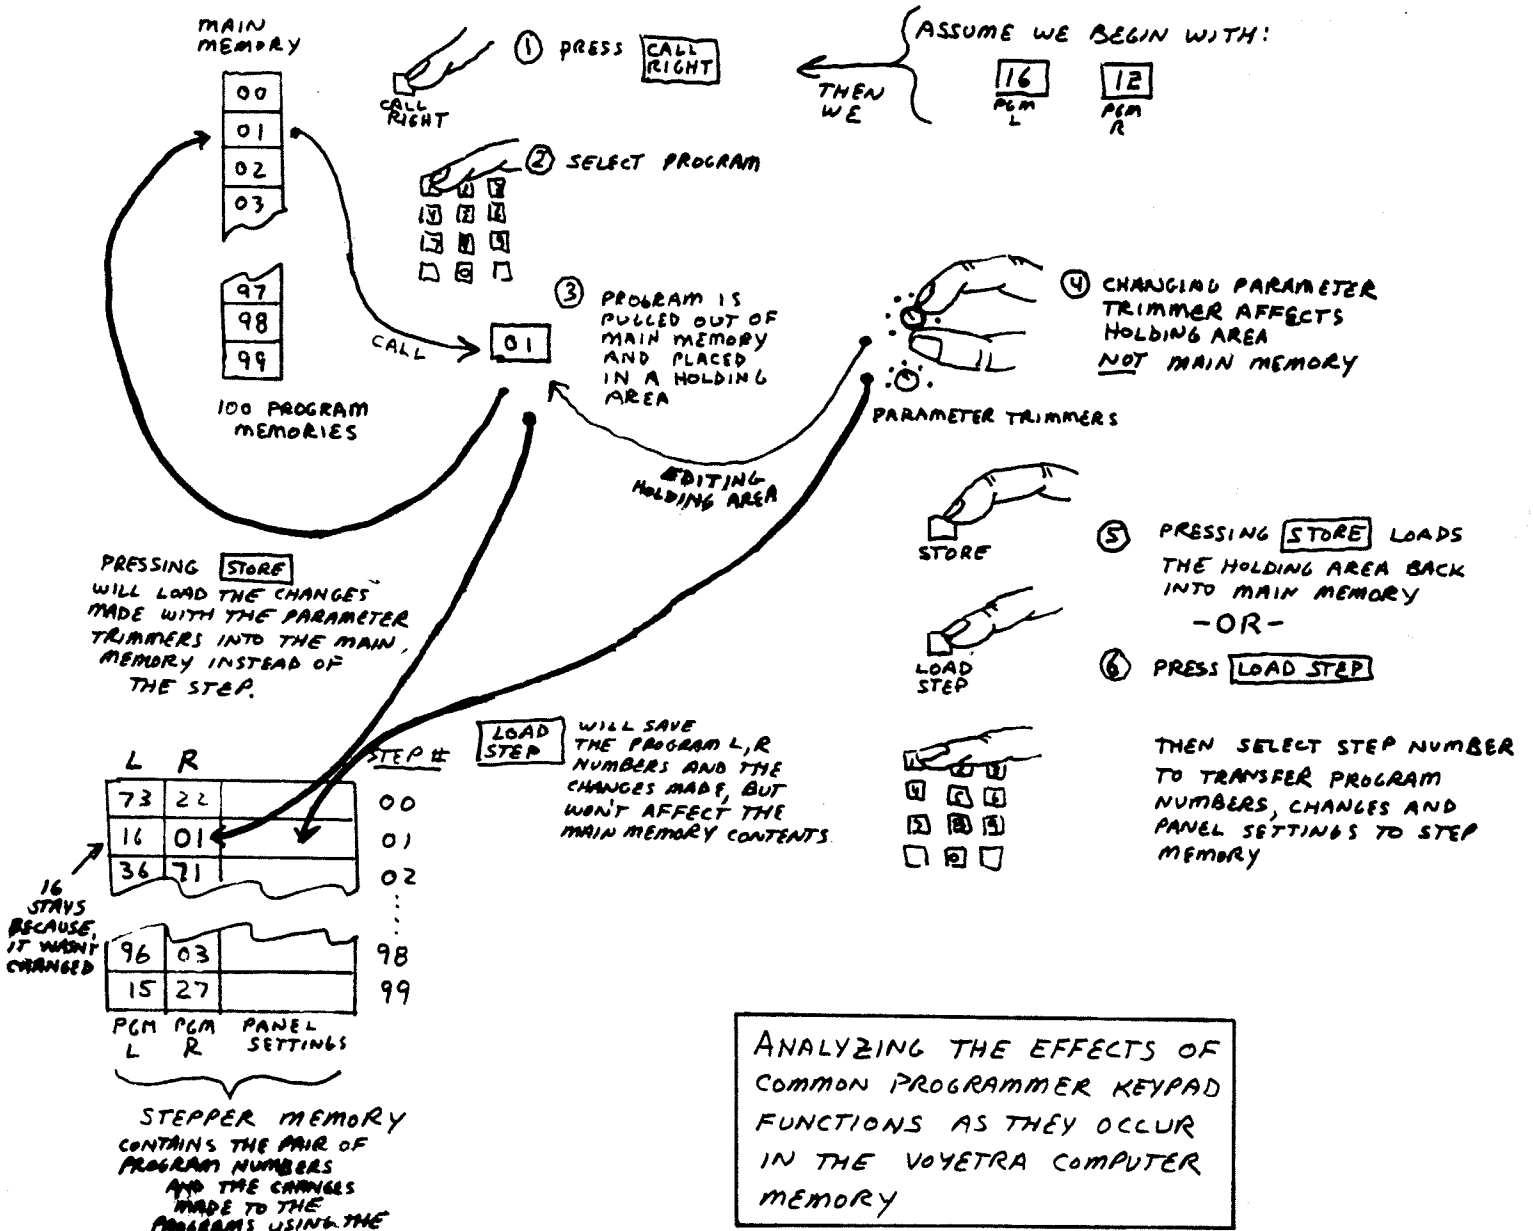 MAIN
MEMORY
00
01
02
03
97
98
99
100 PROGRAM
MEMORIES
CALL
RIGHT
① PRESS CALL
RIGHT
ASSUME WE BEGIN WITH:
16
PGM
L
12
PGM
R
THEN
WE
② SELECT PROGRAM
③ PROGRAM IS
PULLED OUT OF
MAIN MEMORY
AND PLACED
IN A HOLDING
AREA
CALL
01
④ CHANGING PARAMETER
TRIMMER AFFECTS
HOLDING AREA
NOT MAIN MEMORY
PARAMETER TRIMMERS
EDITING
HOLDING AREA
STORE
⑤ PRESSING STORE LOADS
THE HOLDING AREA BACK
INTO MAIN MEMORY
-OR-
LOAD
STEP
⑥ PRESS LOAD STEP
THEN SELECT STEP NUMBER
TO TRANSFER PROGRAM
NUMBERS, CHANGES AND
PANEL SETTINGS TO STEP
MEMORY
PRESSING STORE
WILL LOAD THE CHANGES
MADE WITH THE PARAMETER
TRIMMERS INTO THE MAIN
MEMORY INSTEAD OF
THE STEP.
LOAD
STEP
WILL SAVE
THE PROGRAM L,R
NUMBERS AND THE
CHANGES MADE, BUT
WON'T AFFECT THE
MAIN MEMORY CONTENTS
L R STEP #
73 22 00
16 01 01
36 71 02
96 03 98
15 27 99
PGM PGM PANEL
L R SETTINGS
16
STAYS
BECAUSE
IT WASN'T
CHANGED
STEPPER MEMORY
CONTAINS THE PAIR OF
PROGRAM NUMBERS
AND THE CHANGES
MADE TO THE
PROGRAMS USING THE
ANALYZING THE EFFECTS OF
COMMON PROGRAMMER KEYPAD
FUNCTIONS AS THEY OCCUR
IN THE VOYETRA COMPUTER
MEMORY